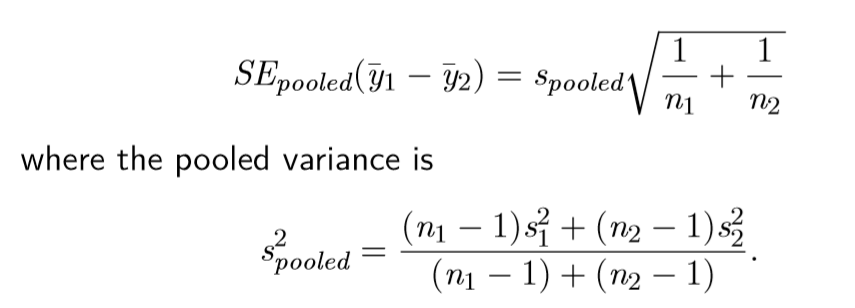 $SE_{pooled}(\bar{y}_1 - \bar{y}_2) = s_{pooled}\sqrt{\frac{1}{n_1} + \frac{1}{n_2}}$
where the pooled variance is
$s^2_{pooled} = \frac{(n_1 - 1)s_1^2 + (n_2 - 1)s_2^2}{(n_1 - 1) + (n_2 - 1)}.$